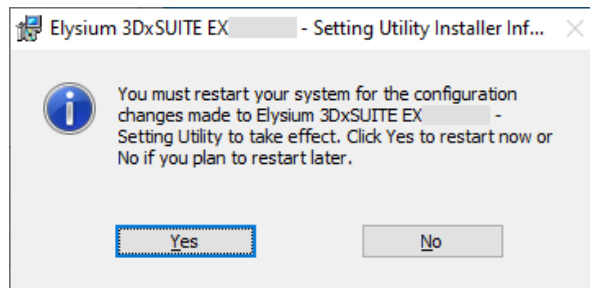 Elysium 3DxSUITE EX - Setting Utility Installer Inf...
You must restart your system for the configuration
changes made to Elysium 3DxSUITE EX -
Setting Utility to take effect. Click Yes to restart now or
No if you plan to restart later.
Yes No